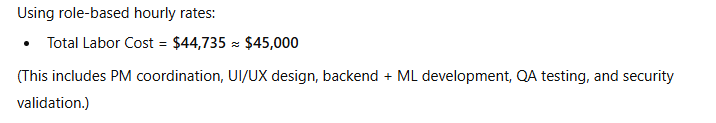 Using role-based hourly rates:
• Total Labor Cost = $44,735 ≈ $45,000
(This includes PM coordination, UI/UX design, backend + ML development, QA testing, and security
validation.)